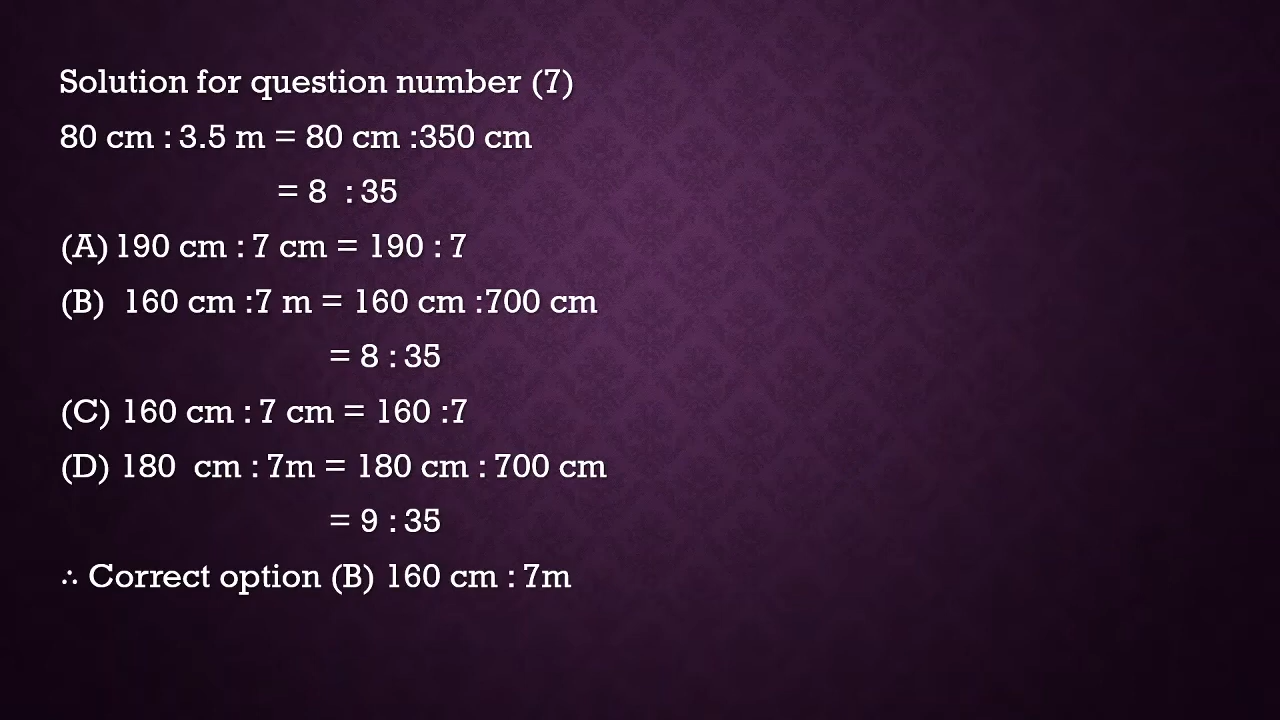 Solution for question number (7)
80 cm : 3.5 m = 80 cm :350 cm
= 8 : 35
(A) 190 cm : 7 cm = 190 : 7
(B) 160 cm :7 m = 160 cm :700 cm
= 8 : 35
(C) 160 cm : 7 cm = 160 :7
(D) 180 cm : 7m = 180 cm : 700 cm
= 9 : 35
∴ Correct option (B) 160 cm : 7m